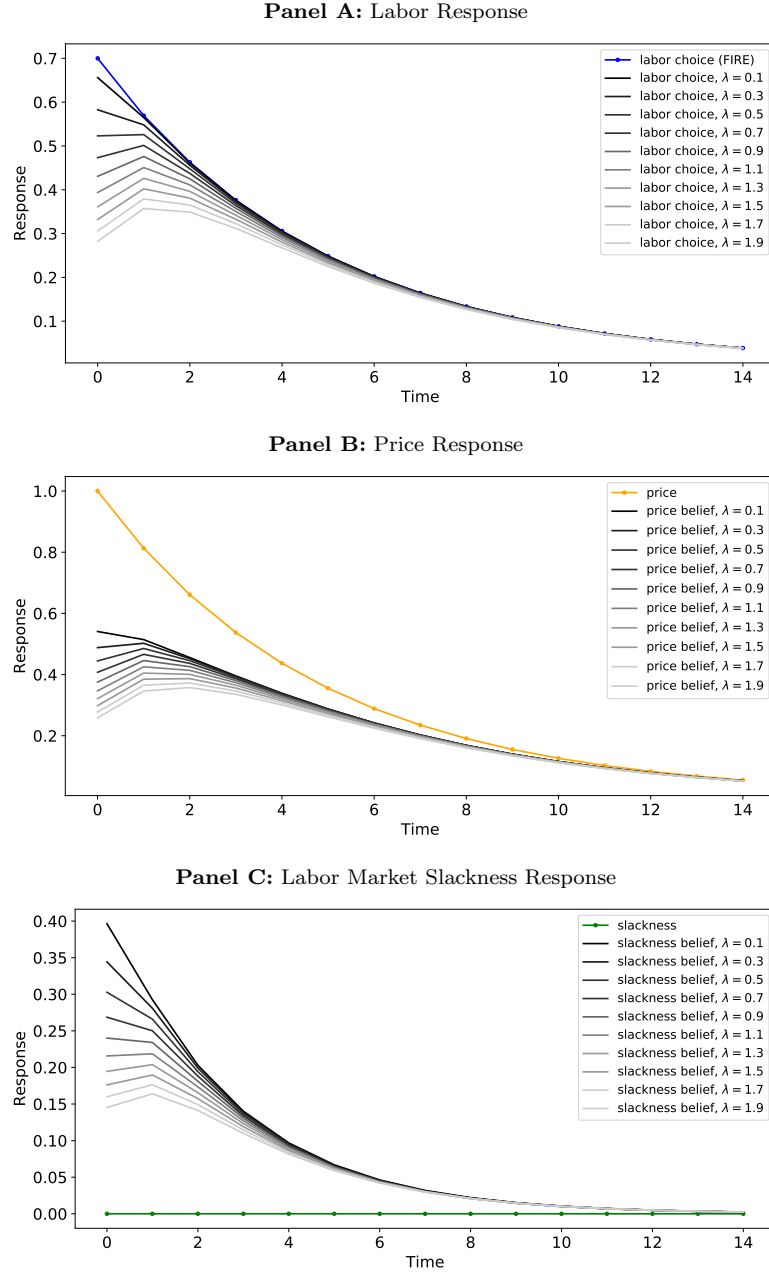 Panel A: Labor Response
0.7
0.6
0.5
0.4
0.3
0.2
0.1
Response
0 2 4 6 8 10 12 14
Time
labor choice (FIRE)
labor choice, λ = 0.1
labor choice, λ = 0.3
labor choice, λ = 0.5
labor choice, λ = 0.7
labor choice, λ = 0.9
labor choice, λ = 1.1
labor choice, λ = 1.3
labor choice, λ = 1.5
labor choice, λ = 1.7
labor choice, λ = 1.9
Panel B: Price Response
1.0
0.8
0.6
0.4
0.2
Response
0 2 4 6 8 10 12 14
Time
price
price belief, λ = 0.1
price belief, λ = 0.3
price belief, λ = 0.5
price belief, λ = 0.7
price belief, λ = 0.9
price belief, λ = 1.1
price belief, λ = 1.3
price belief, λ = 1.5
price belief, λ = 1.7
price belief, λ = 1.9
Panel C: Labor Market Slackness Response
0.40
0.35
0.30
0.25
0.20
0.15
0.10
0.05
0.00
Response
0 2 4 6 8 10 12 14
Time
slackness
slackness belief, λ = 0.1
slackness belief, λ = 0.3
slackness belief, λ = 0.5
slackness belief, λ = 0.7
slackness belief, λ = 0.9
slackness belief, λ = 1.1
slackness belief, λ = 1.3
slackness belief, λ = 1.5
slackness belief, λ = 1.7
slackness belief, λ = 1.9